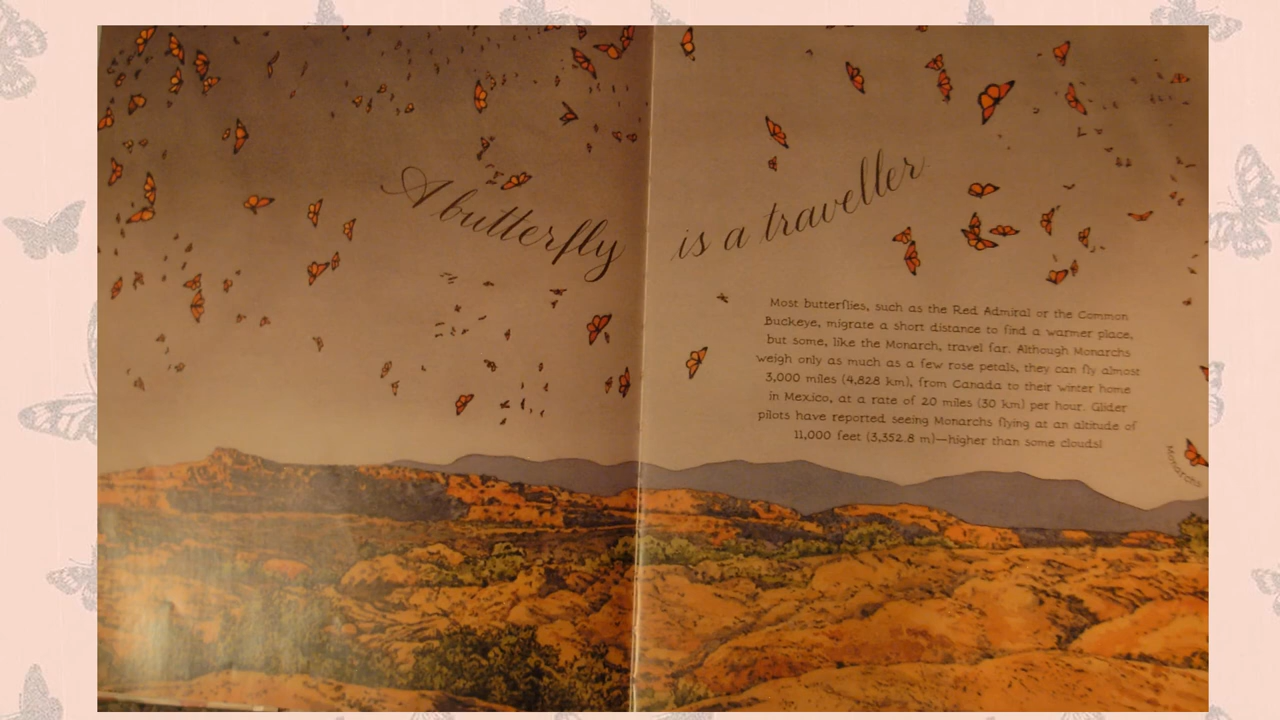 A butterfly
is a traveller
Most butterflies, such as the Red Admiral or the Common
Buckeye, migrate a short distance to find a warmer place,
but some, like the Monarch, travel far. Although Monarchs
weigh only as much as a few rose petals, they can fly almost
3,000 miles (4,828 km), from Canada to their winter home
in Mexico, at a rate of 20 miles (30 km) per hour. Glider
pilots have reported seeing Monarchs flying at an altitude of
11,000 feet (3,352.8 m)—higher than some clouds!
Monarchs